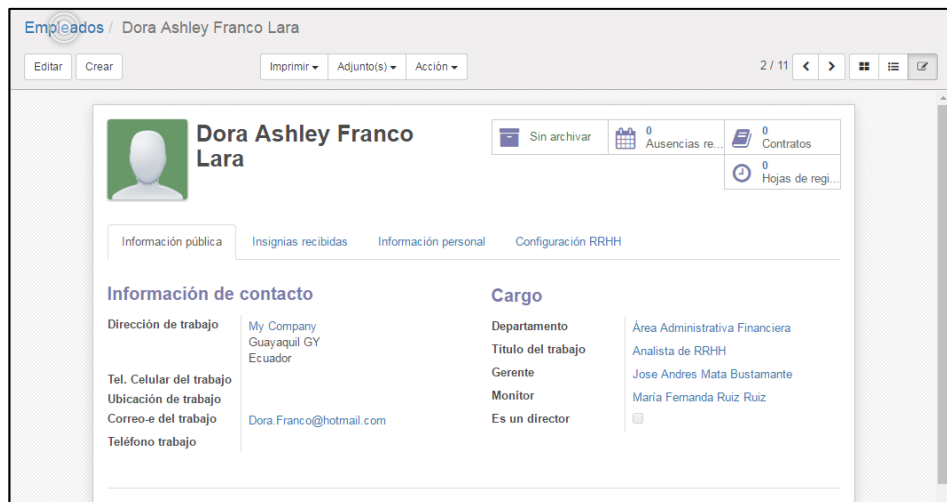 Empleados / Dora Ashley Franco Lara
Editar Crear Imprimir Adjunto(s) Acción 2 / 11
Dora Ashley Franco
Lara
Sin archivar
0
Ausencias re...
0
Contratos
0
Hojas de regi...
Información pública Insignias recibidas Información personal Configuración RRHH
Información de contacto
Dirección de trabajo My Company
Guayaquil GY
Ecuador
Tel. Celular del trabajo
Ubicación de trabajo
Correo-e del trabajo Dora.Franco@hotmail.com
Teléfono trabajo
Cargo
Departamento Área Administrativa Financiera
Título del trabajo Analista de RRHH
Gerente Jose Andres Mata Bustamante
Monitor María Fernanda Ruiz Ruiz
Es un director